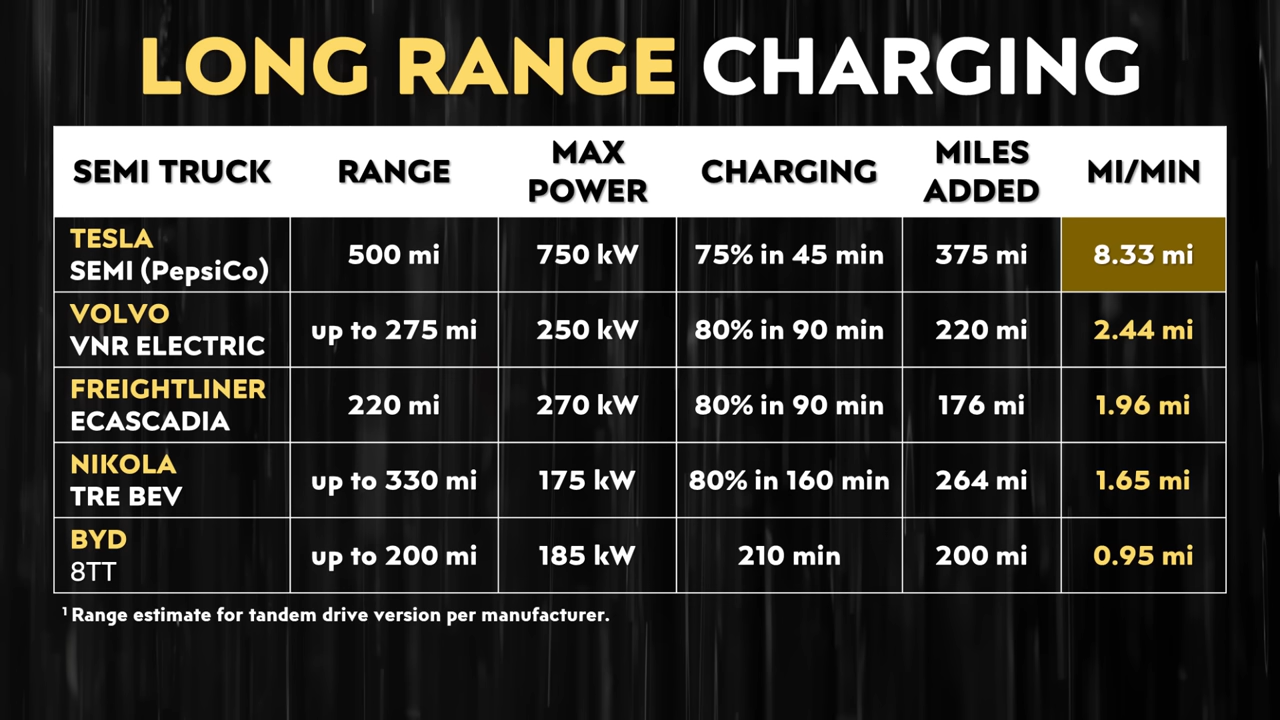 LONG RANGE CHARGING
SEMI TRUCK RANGE MAX POWER CHARGING MILES ADDED MI/MIN
TESLA
SEMI (PepsiCo) 500 mi 750 kW 75% in 45 min 375 mi 8.33 mi
VOLVO
VNR ELECTRIC up to 275 mi 250 kW 80% in 90 min 220 mi 2.44 mi
FREIGHTLINER
ECASCADIA 220 mi 270 kW 80% in 90 min 176 mi 1.96 mi
NIKOLA
TRE BEV up to 330 mi 175 kW 80% in 160 min 264 mi 1.65 mi
BYD
8TT up to 200 mi 185 kW 210 min 200 mi 0.95 mi
¹ Range estimate for tandem drive version per manufacturer.